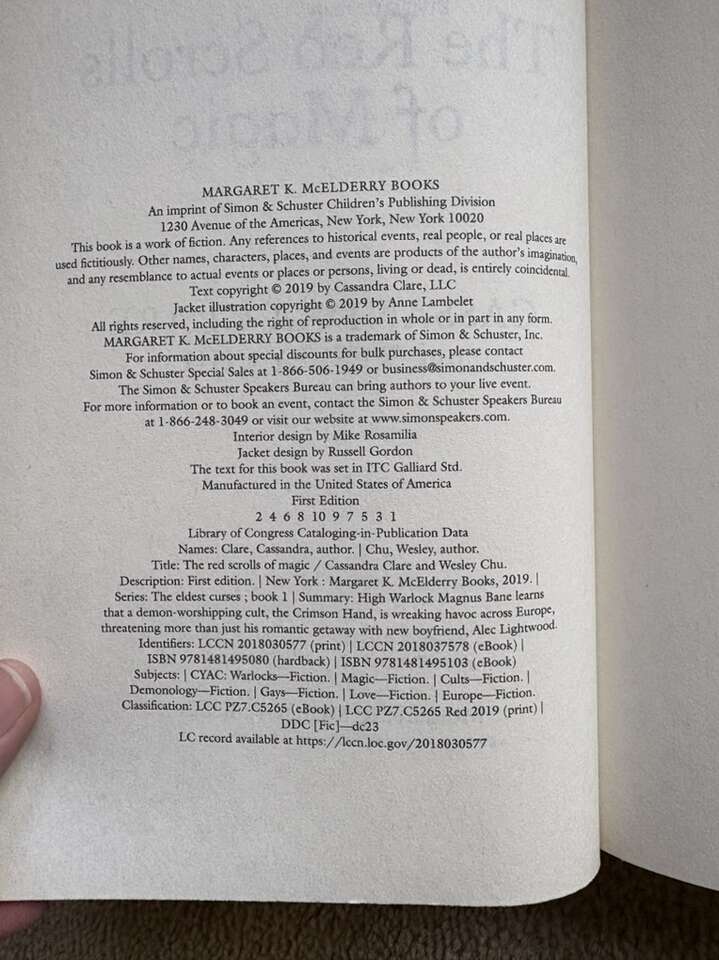 The Red Scrolls
of Magic
MARGARET K. McELDERRY BOOKS
An imprint of Simon & Schuster Children's Publishing Division
1230 Avenue of the Americas, New York, New York 10020
This book is a work of fiction. Any references to historical events, real people, or real places are
used fictitiously. Other names, characters, places, and events are products of the author's imagination,
and any resemblance to actual events or places or persons, living or dead, is entirely coincidental.
Text copyright © 2019 by Cassandra Clare, LLC
Jacket illustration copyright © 2019 by Anne Lambelet
All rights reserved, including the right of reproduction in whole or in part in any form.
MARGARET K. McELDERRY BOOKS is a trademark of Simon & Schuster, Inc.
For information about special discounts for bulk purchases, please contact
Simon & Schuster Special Sales at 1-866-506-1949 or business@simonandschuster.com.
The Simon & Schuster Speakers Bureau can bring authors to your live event.
For more information or to book an event, contact the Simon & Schuster Speakers Bureau
at 1-866-248-3049 or visit our website at www.simonspeakers.com.
Interior design by Mike Rosamilia
Jacket design by Russell Gordon
The text for this book was set in ITC Galliard Std.
Manufactured in the United States of America
First Edition
2 4 6 8 10 9 7 5 3 1
Library of Congress Cataloging-in-Publication Data
Names: Clare, Cassandra, author. | Chu, Wesley, author.
Title: The red scrolls of magic / Cassandra Clare and Wesley Chu.
Description: First edition. | New York : Margaret K. McElderry Books, 2019. |
Series: The eldest curses ; book 1 | Summary: High Warlock Magnus Bane learns
that a demon-worshipping cult, the Crimson Hand, is wreaking havoc across Europe,
threatening more than just his romantic getaway with new boyfriend, Alec Lightwood.
Identifiers: LCCN 2018030577 (print) | LCCN 2018037578 (eBook) |
ISBN 9781481495080 (hardback) | ISBN 9781481495103 (eBook)
Subjects: | CYAC: Warlocks—Fiction. | Magic—Fiction. | Cults—Fiction. |
Demonology—Fiction. | Gays—Fiction. | Love—Fiction. | Europe—Fiction.
Classification: LCC PZ7.C5265 (eBook) | LCC PZ7.C5265 Red 2019 (print) |
DDC [Fic]—dc23
LC record available at https://lccn.loc.gov/2018030577